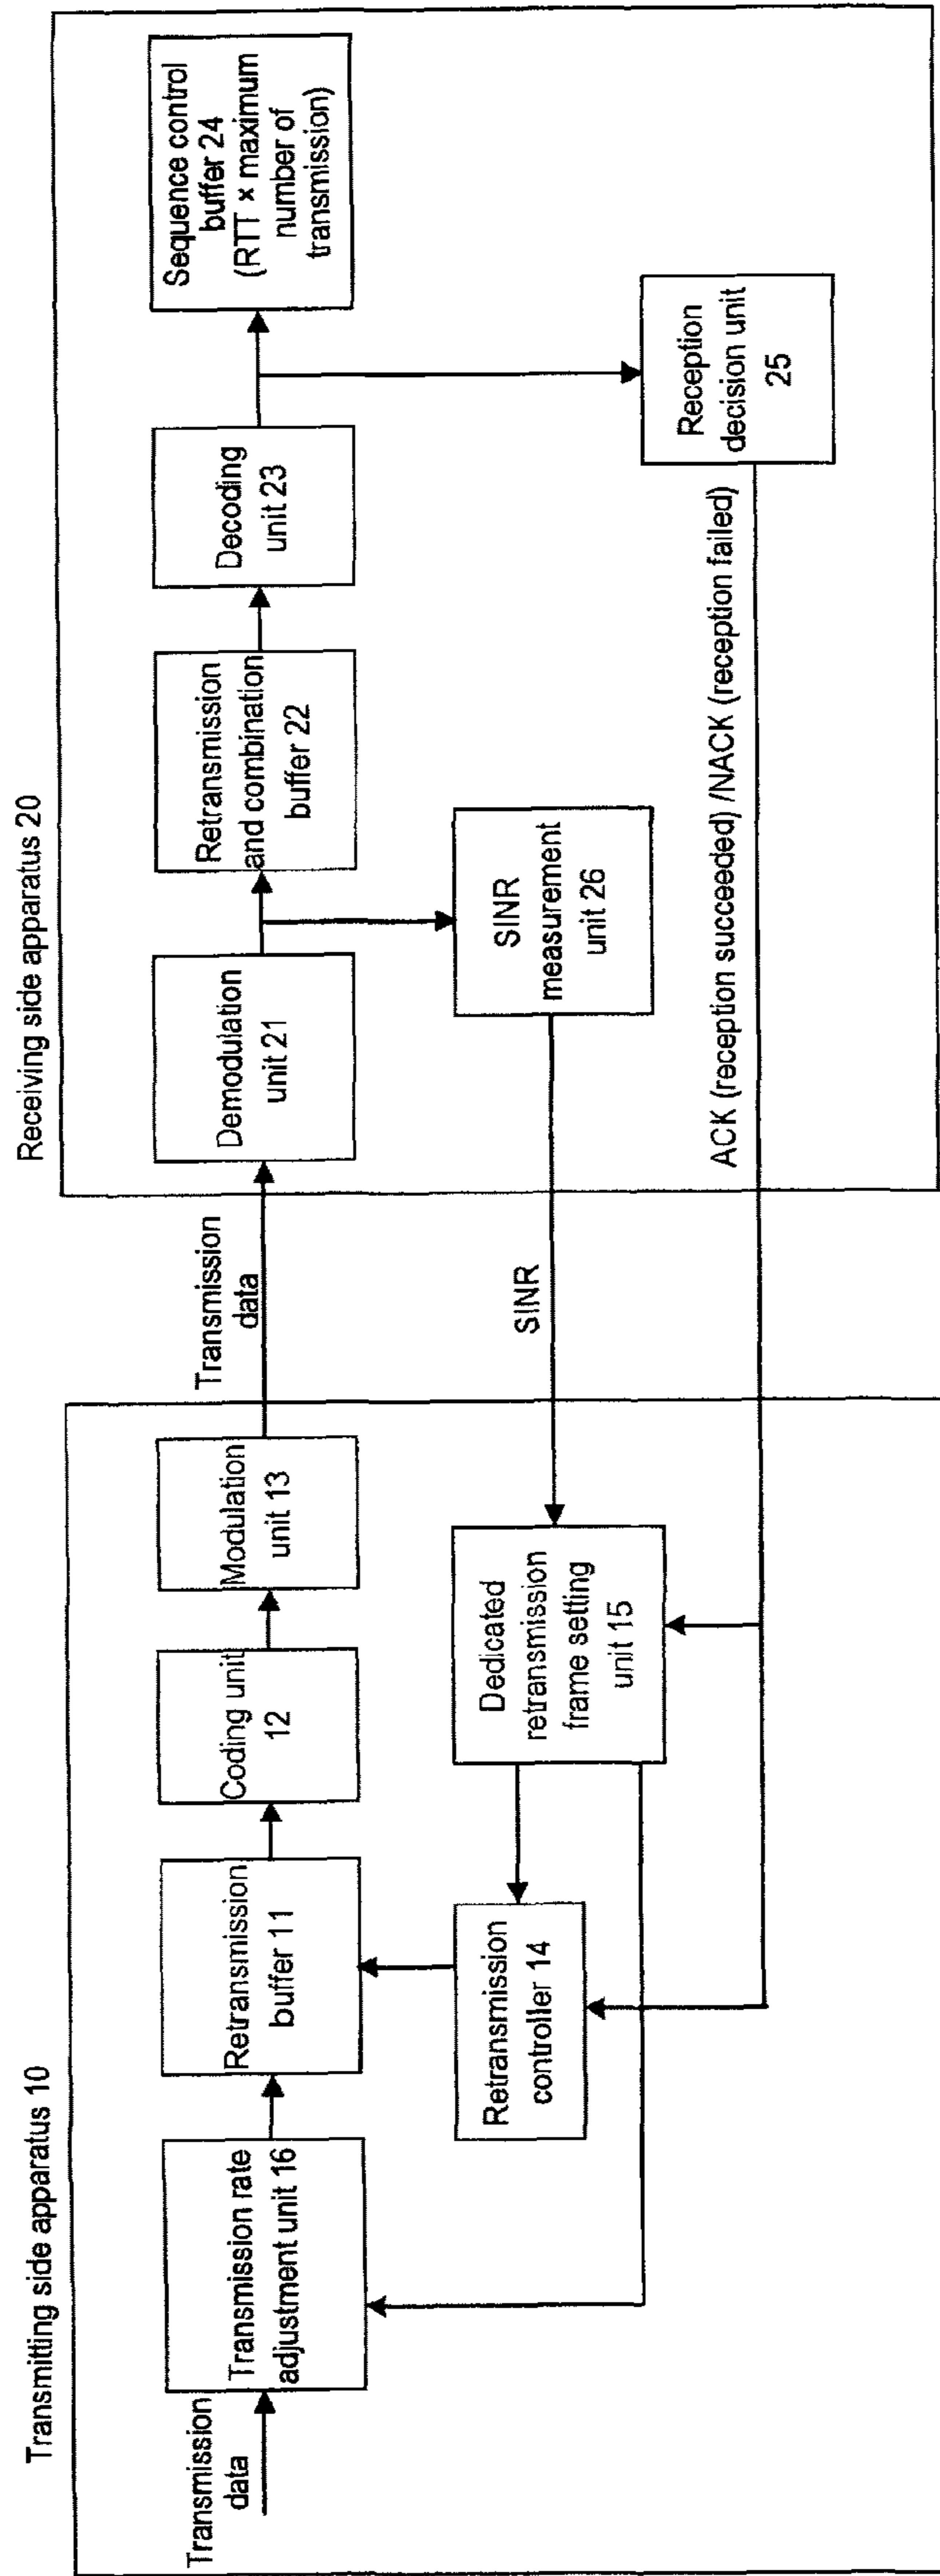 Transmitting side apparatus 10
Receiving side apparatus 20
Transmission
data
Transmission rate
adjustment unit 16
Retransmission
buffer 11
Coding unit
12
Modulation
unit 13
Transmission
data
Demodulation
unit 21
Retransmission
and combination
buffer 22
Decoding
unit 23
Sequence control
buffer 24
(RTT × maximum
number of
transmission)
Retransmission
controller 14
Dedicated
retransmission
frame setting
unit 15
SINR
SINR
measurement
unit 26
Reception
decision unit
25
ACK (reception succeeded) /NACK (reception failed)